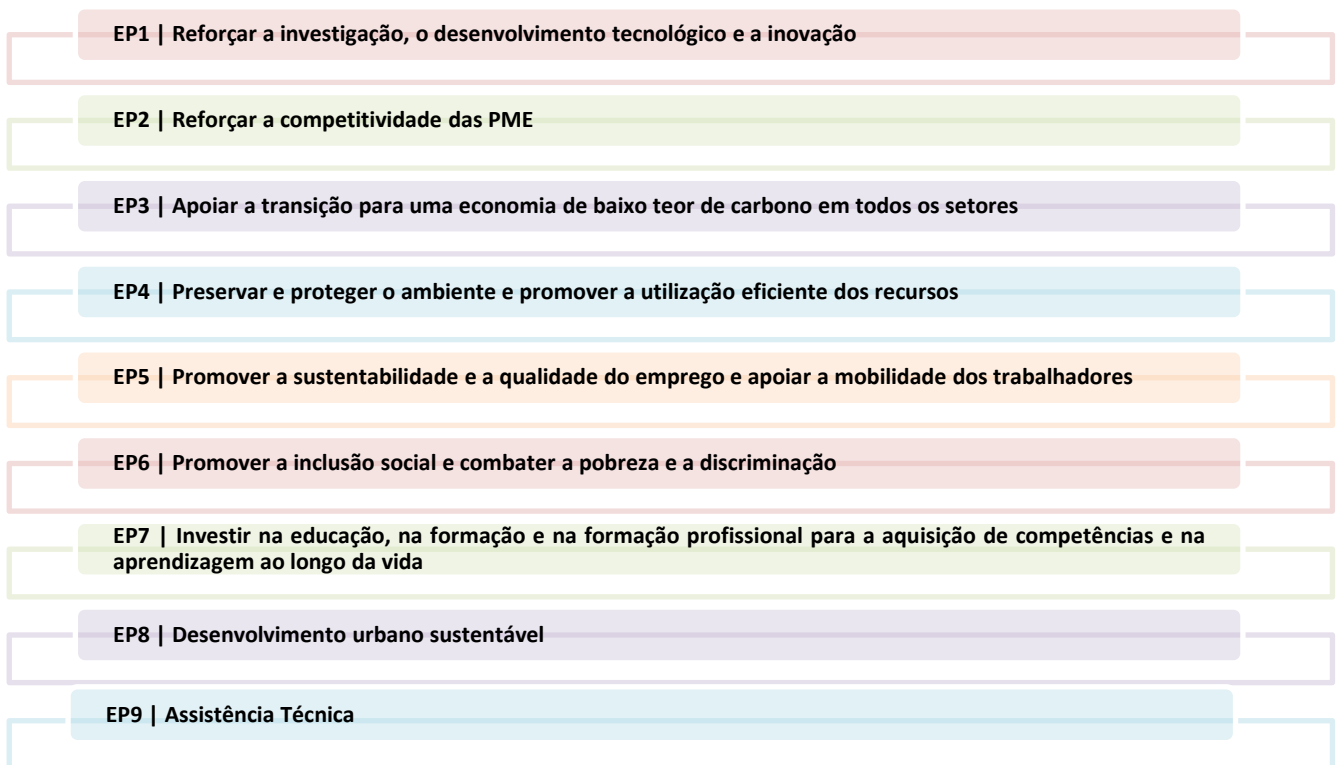 EP1 | Reforçar a investigação, o desenvolvimento tecnológico e a inovação
EP2 | Reforçar a competitividade das PME
EP3 | Apoiar a transição para uma economia de baixo teor de carbono em todos os setores
EP4 | Preservar e proteger o ambiente e promover a utilização eficiente dos recursos
EP5 | Promover a sustentabilidade e a qualidade do emprego e apoiar a mobilidade dos trabalhadores
EP6 | Promover a inclusão social e combater a pobreza e a discriminação
EP7 | Investir na educação, na formação e na formação profissional para a aquisição de competências e na
aprendizagem ao longo da vida
EP8 | Desenvolvimento urbano sustentável
EP9 | Assistência Técnica